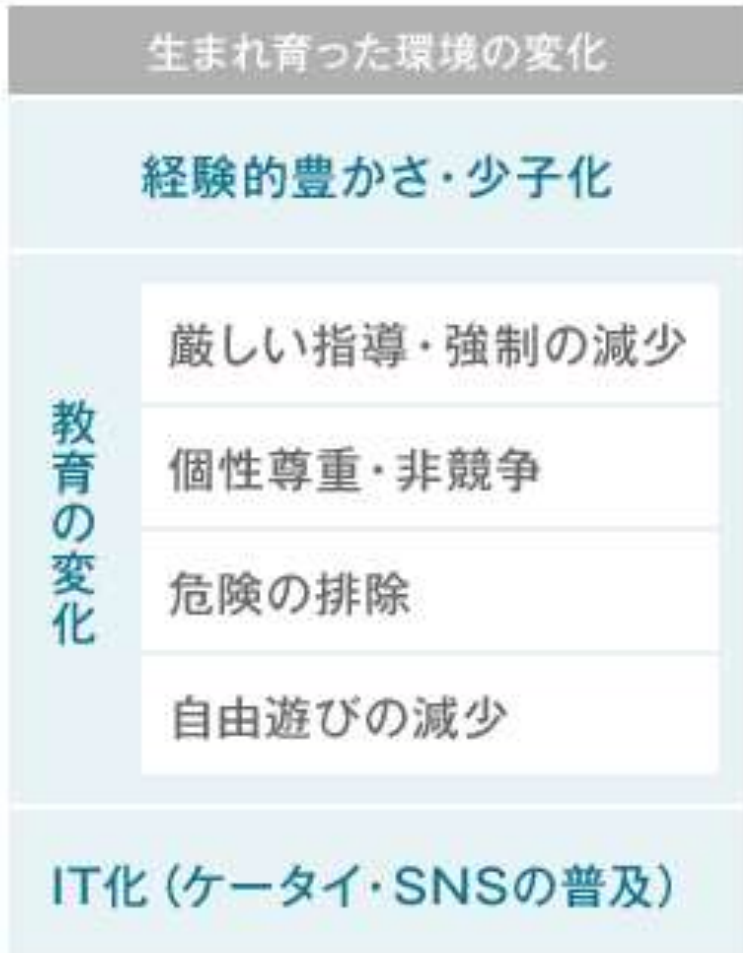 生まれ育った環境の変化
経験的豊かさ・少子化
教育の変化
厳しい指導・強制の減少
個性尊重・非競争
危険の排除
自由遊びの減少
IT化（ケータイ・SNSの普及）